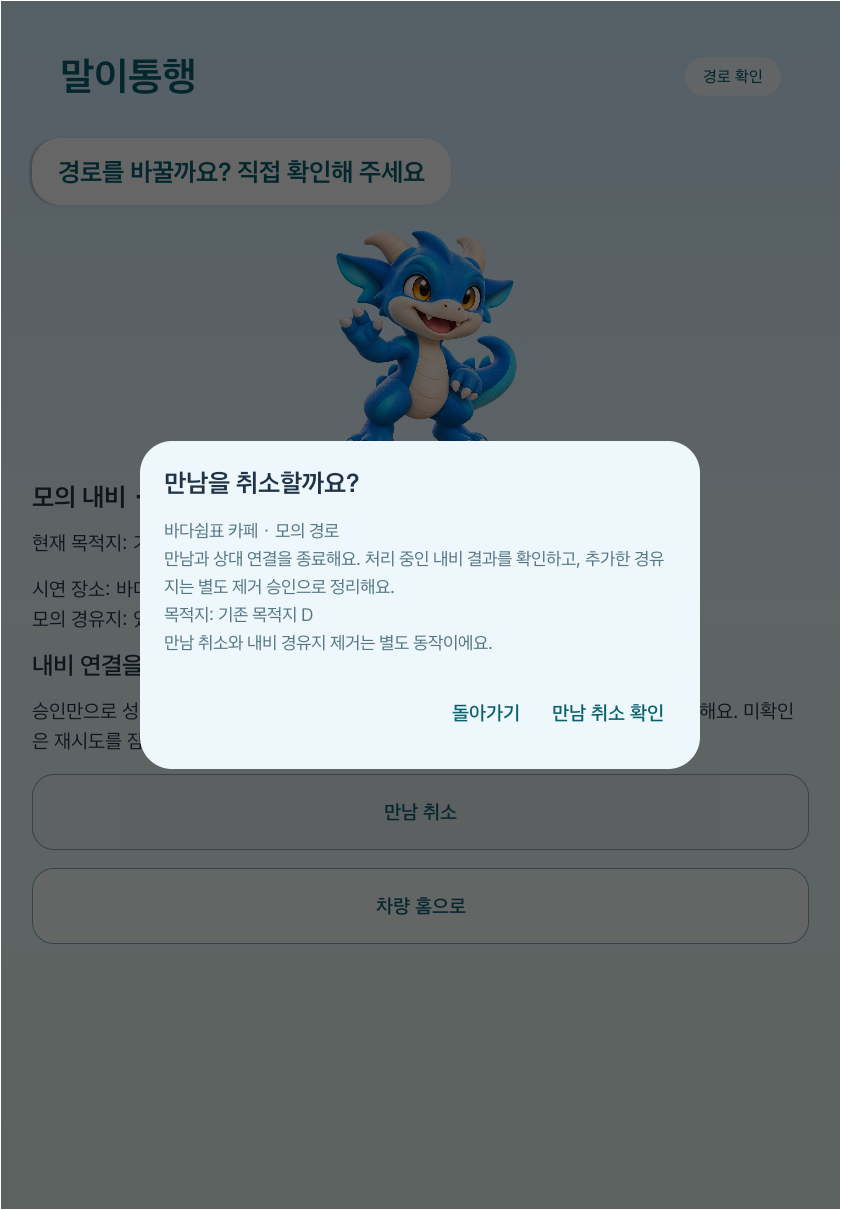 말이통행
경로 확인
경로를 바꿀까요? 직접 확인해 주세요
모의 내비 ·
현재 목적지:
시연 장소: 바다
모의 경유지:
내비 연결을
승인만으로 성
해요. 미확인
은 재시도를 잠
만남을 취소할까요?
바다쉼표 카페 · 모의 경로
만남과 상대 연결을 종료해요. 처리 중인 내비 결과를 확인하고, 추가한 경유
지는 별도 제거 승인으로 정리해요.
목적지: 기존 목적지 D
만남 취소와 내비 경유지 제거는 별도 동작이에요.
돌아가기
만남 취소 확인
만남 취소
차량 홈으로